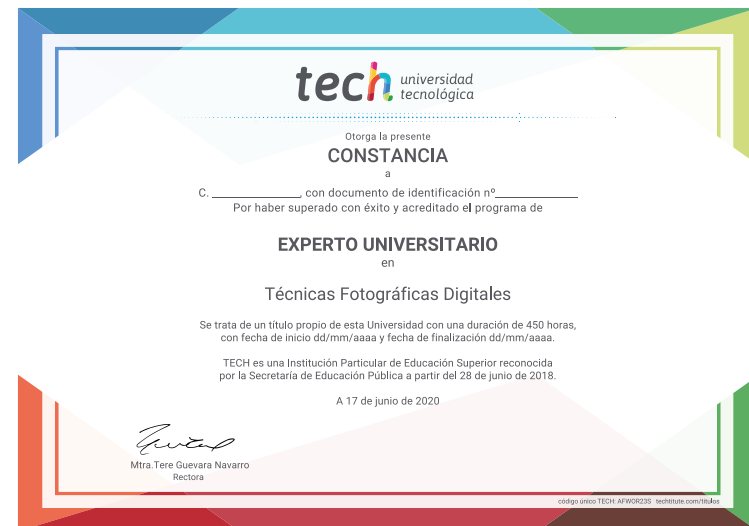 tech universidad
tecnológica
Otorga la presente
CONSTANCIA
a
C. ______________, con documento de identificación nº______________
Por haber superado con éxito y acreditado el programa de
EXPERTO UNIVERSITARIO
en
Técnicas Fotográficas Digitales
Se trata de un título propio de esta Universidad con una duración de 450 horas,
con fecha de inicio dd/mm/aaaa y fecha de finalización dd/mm/aaaa.
TECH es una Institución Particular de Educación Superior reconocida
por la Secretaría de Educación Pública a partir del 28 de junio de 2018.
A 17 de junio de 2020
Mtra.Tere Guevara Navarro
Rectora
código único TECH: AFWOR23S techtitute.com/titulos